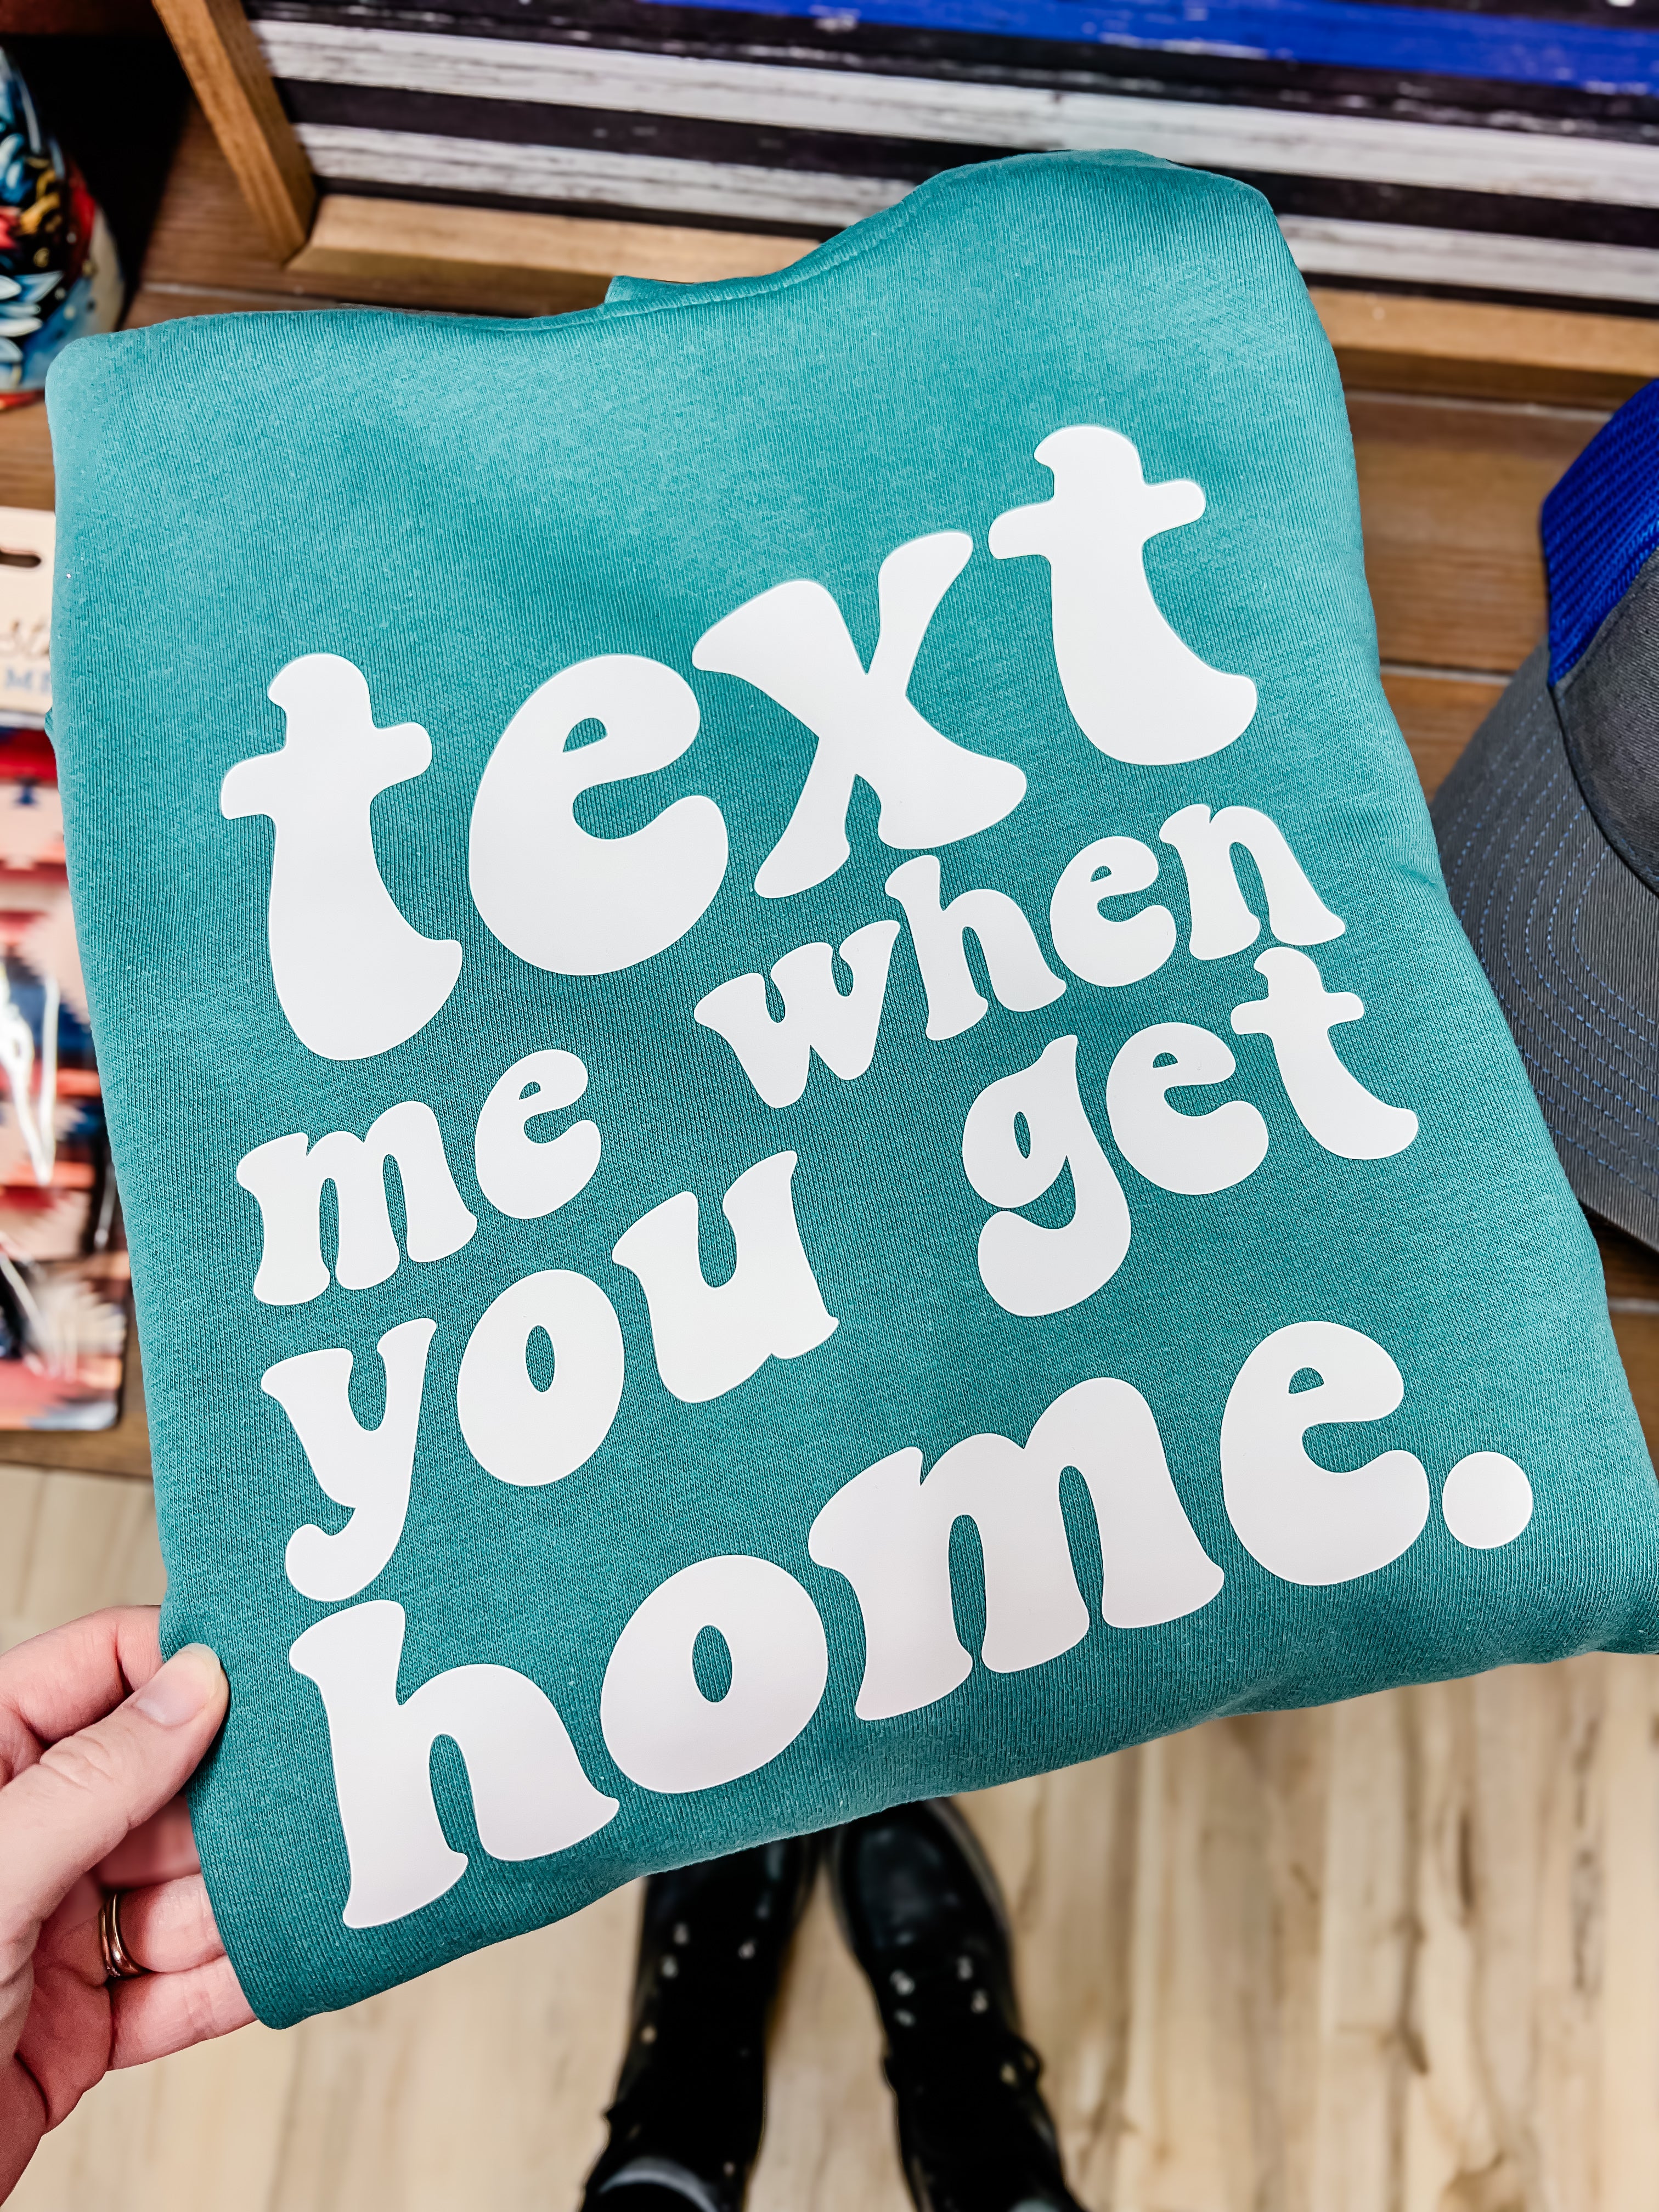 text
me when
you get
home.